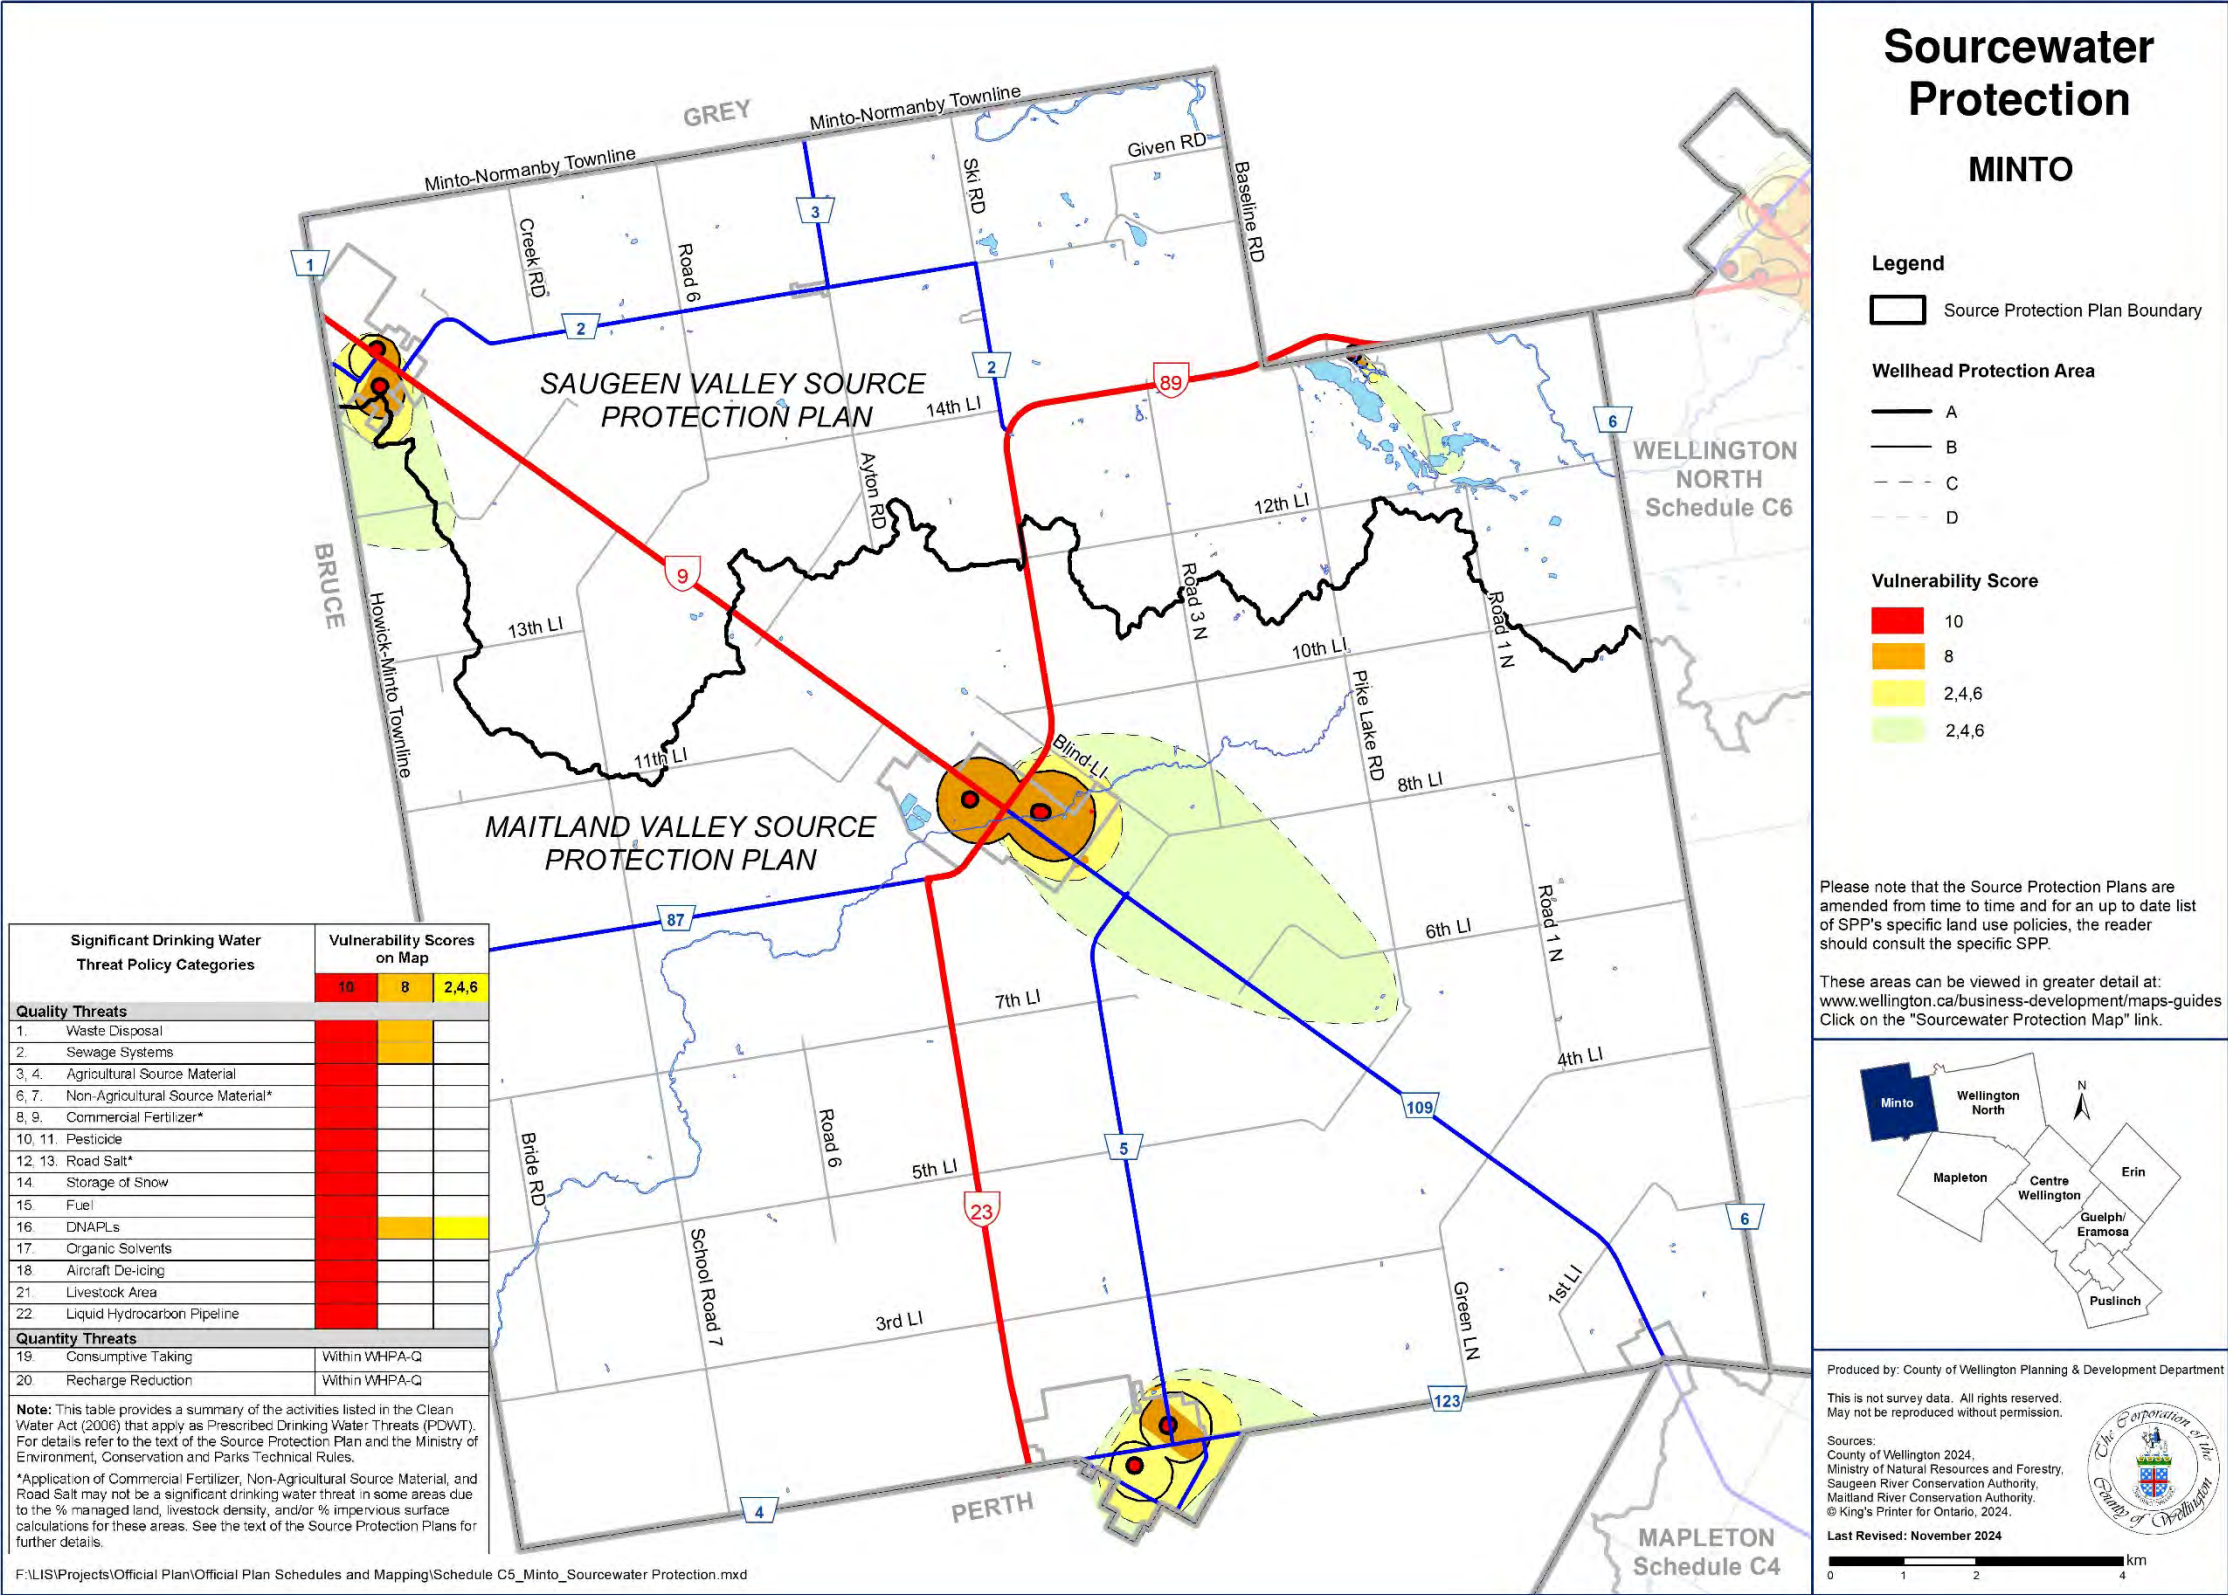 Sourcewater
Protection
MINTO
Legend
Source Protection Plan Boundary
Wellhead Protection Area
A
B
C
D
Vulnerability Score
10
8
2,4,6
2,4,6
Please note that the Source Protection Plans are
amended from time to time and for an up to date list
of SPP's specific land use policies, the reader
should consult the specific SPP.
These areas can be viewed in greater detail at:
www.wellington.ca/business-development/maps-guides
Click on the "Sourcewater Protection Map" link.
Minto
Wellington
North
N
Mapleton
Centre
Wellington
Erin
Guelph/
Eramosa
Puslinch
Produced by: County of Wellington Planning & Development Department
This is not survey data. All rights reserved.
May not be reproduced without permission.
Sources:
County of Wellington 2024,
Ministry of Natural Resources and Forestry,
Saugeen River Conservation Authority,
Maitland River Conservation Authority.
© King's Printer for Ontario, 2024.
Last Revised: November 2024
The Corporation of the
County of Wellington
km
0 1 2 4
GREY
Minto-Normanby Townline
Minto-Normanby Townline
Given RD
Ski RD
Baseline RD
Creek RD
Road 6
1
3
2
2
89
6
SAUGEEN VALLEY SOURCE
PROTECTION PLAN
14th LI
Ayton RD
12th LI
WELLINGTON
NORTH
Schedule C6
BRUCE
Howick-Minto Townline
9
13th LI
Road 3 N
Road 1 N
10th LI
Pike Lake RD
11th LI
Blind LI
8th LI
MAITLAND VALLEY SOURCE
PROTECTION PLAN
87
6th LI
Road 1 N
7th LI
4th LI
109
Road 6
5
5th LI
Bride RD
23
6
School Road 7
3rd LI
Green LN
1st LI
123
4
PERTH
MAPLETON
Schedule C4
Significant Drinking Water
Threat Policy Categories
Vulnerability Scores
on Map
10 8 2,4,6
Quality Threats
1. Waste Disposal
2. Sewage Systems
3, 4. Agricultural Source Material
6, 7. Non-Agricultural Source Material*
8, 9. Commercial Fertilizer*
10, 11. Pesticide
12, 13. Road Salt*
14. Storage of Snow
15. Fuel
16. DNAPLs
17. Organic Solvents
18. Aircraft De-icing
21. Livestock Area
22. Liquid Hydrocarbon Pipeline
Quantity Threats
19. Consumptive Taking Within WHPA-Q
20. Recharge Reduction Within WHPA-Q
Note: This table provides a summary of the activities listed in the Clean
Water Act (2006) that apply as Prescribed Drinking Water Threats (PDWT).
For details refer to the text of the Source Protection Plan and the Ministry of
Environment, Conservation and Parks Technical Rules.
*Application of Commercial Fertilizer, Non-Agricultural Source Material, and
Road Salt may not be a significant drinking water threat in some areas due
to the % managed land, livestock density, and/or % impervious surface
calculations for these areas. See the text of the Source Protection Plans for
further details.
F:\LIS\Projects\Official Plan\Official Plan Schedules and Mapping\Schedule C5_Minto_Sourcewater Protection.mxd